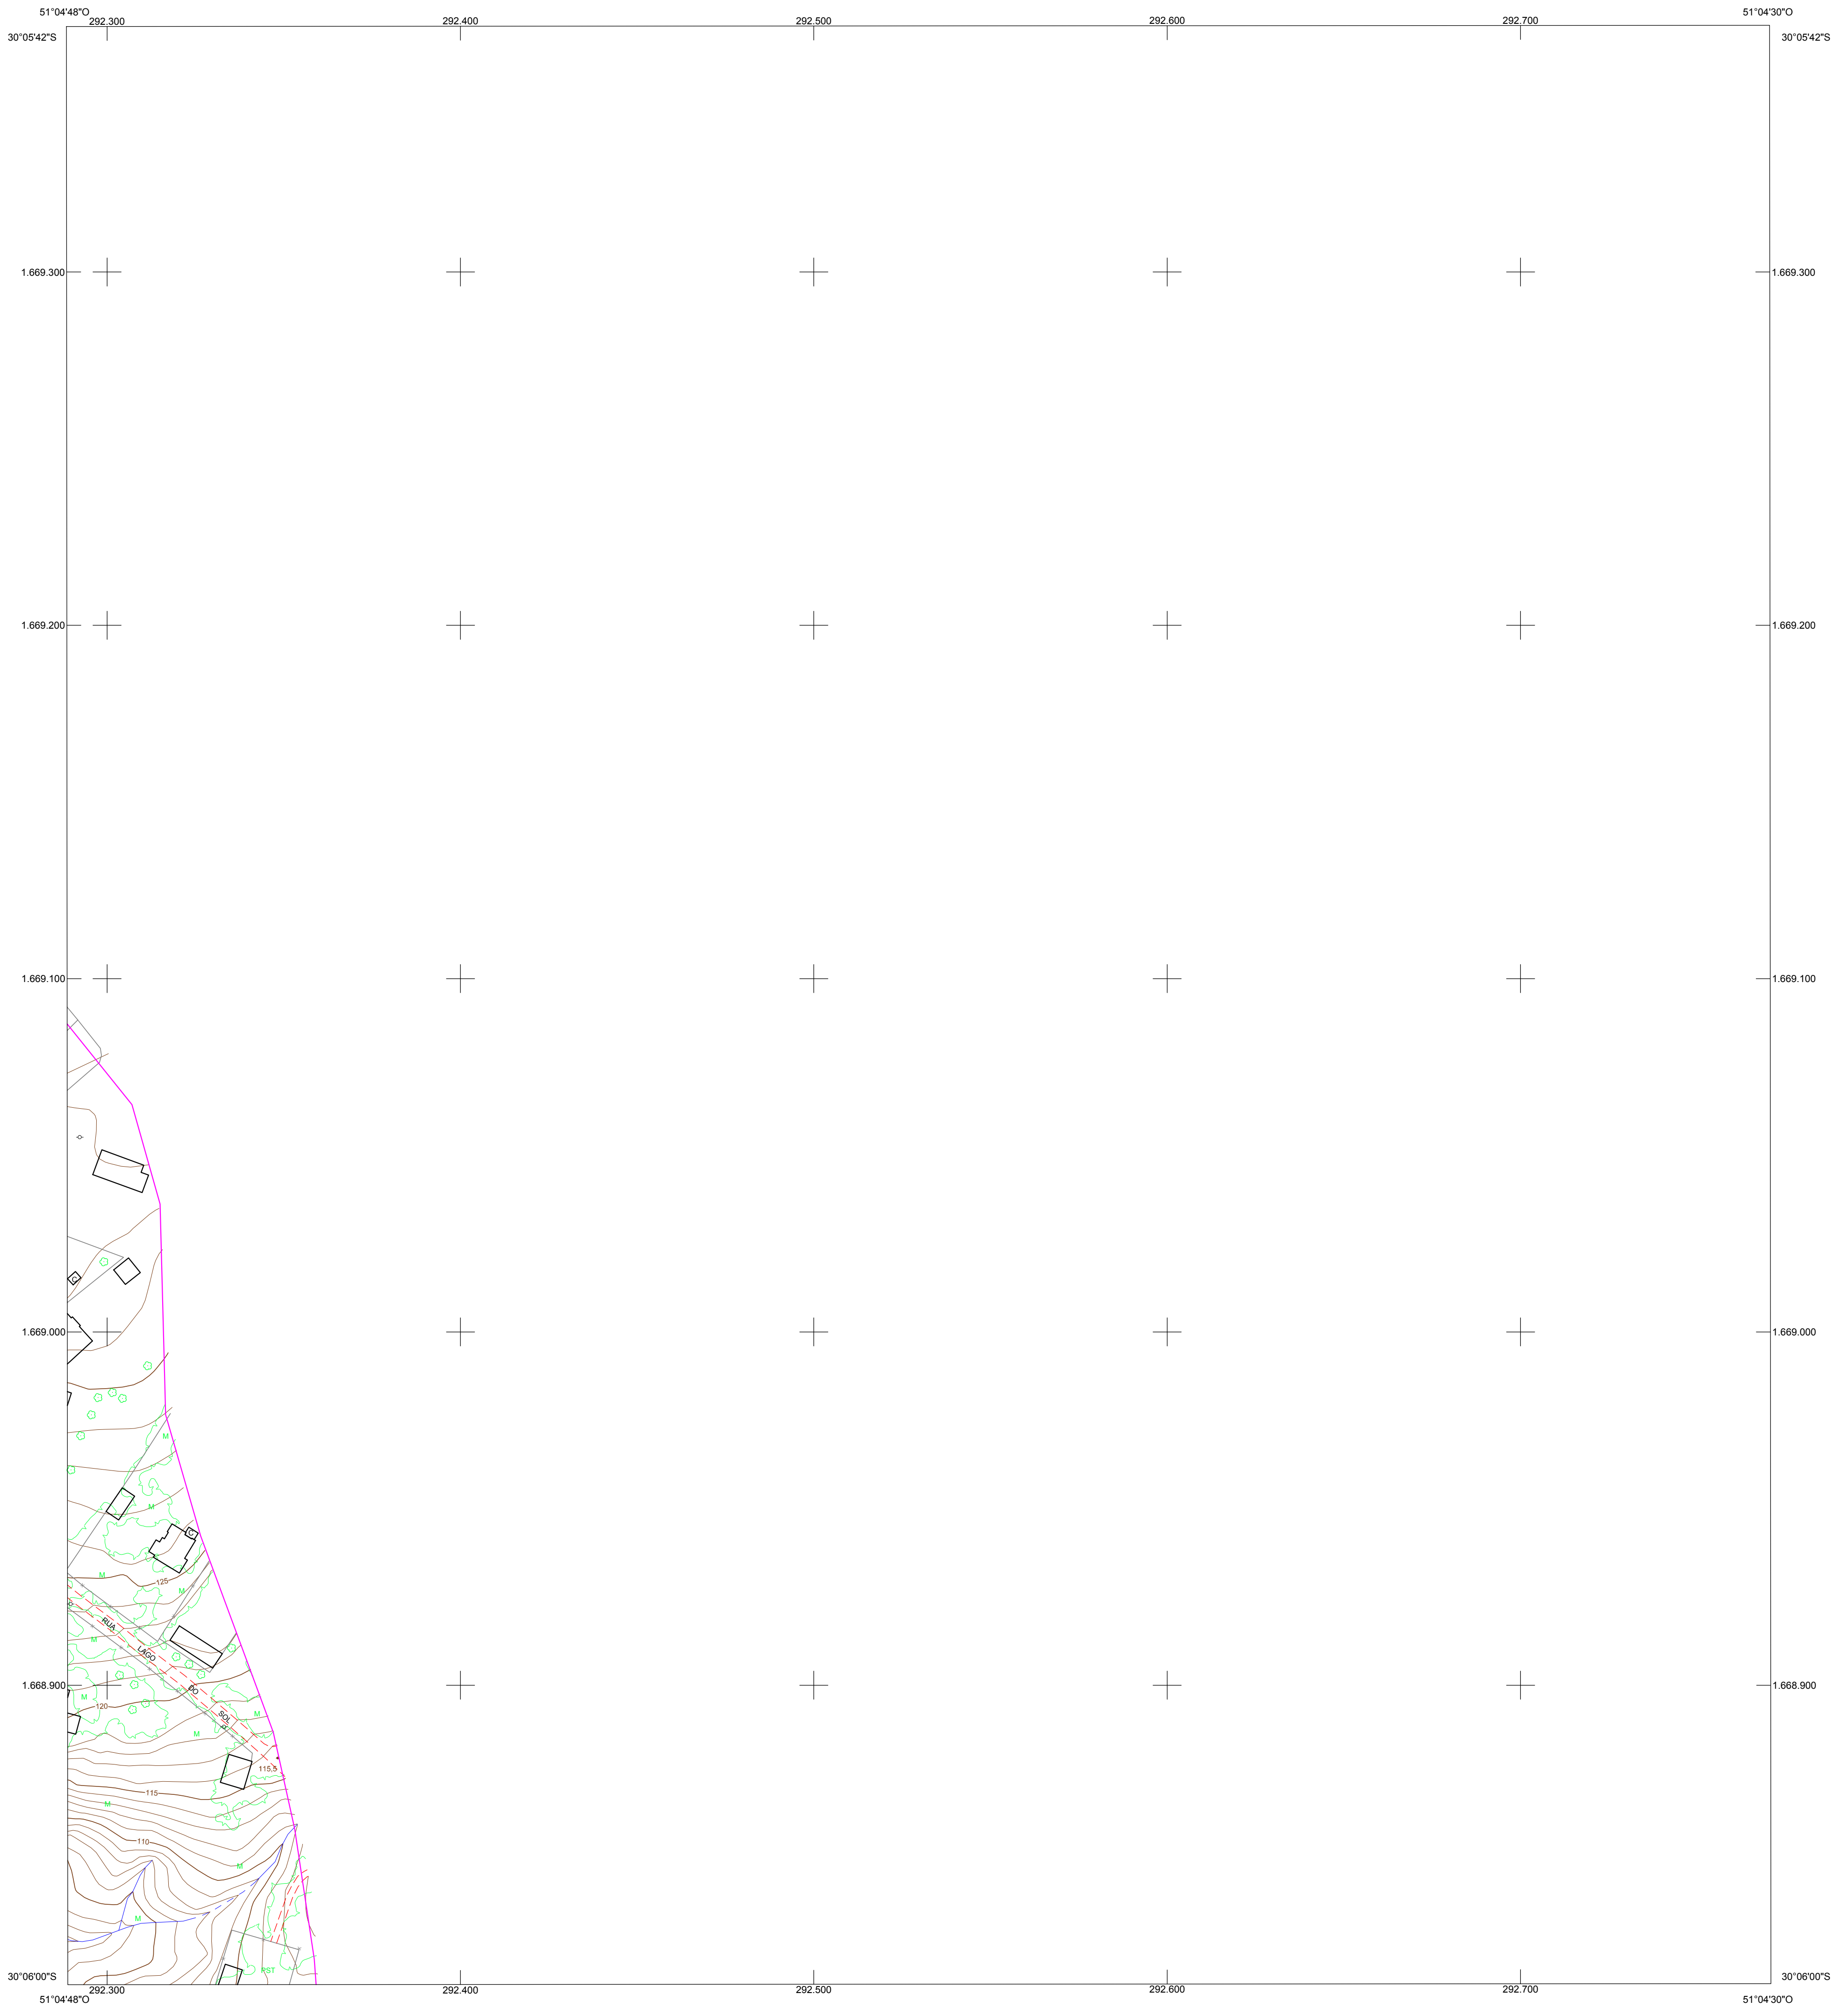 51°04'48"O
51°04'30"O
292.300
292.400
292.500
292.600
292.700
30°05'42"S
30°05'42"S
1.669.300
1.669.300
1.669.200
1.669.200
1.669.100
1.669.100
C
1.669.000
1.669.000
M
M
C
M
125
M
RUA
M
LAGO
1.668.900
DO
1.668.900
M
120
SOL
M
M
115,5
115
M
110
M
M
PST
30°06'00"S
30°06'00"S
292.300
292.400
292.500
292.600
292.700
51°04'48"O
51°04'30"O